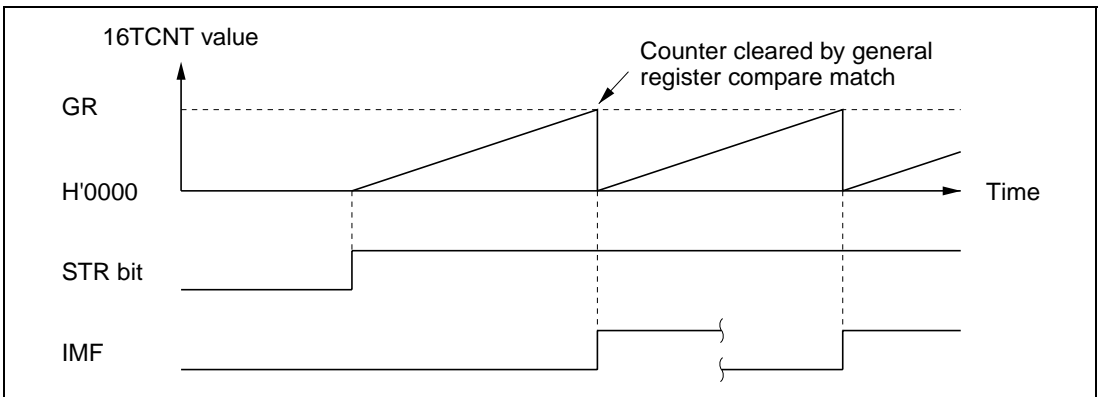 16TCNT value
Counter cleared by general
register compare match
GR
H'0000
Time
STR bit
IMF